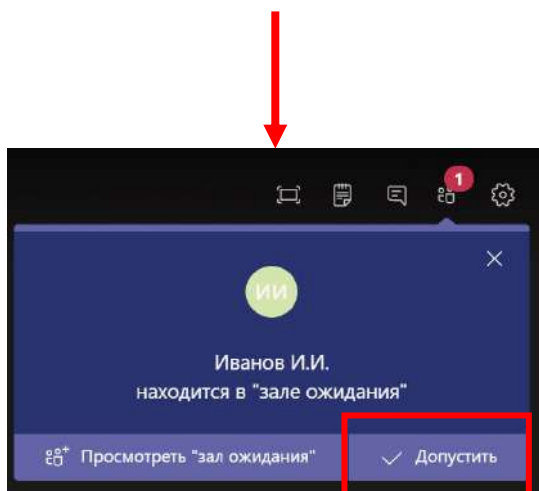 1
ИИ
Иванов И.И.
находится в "зале ожидания"
Просмотреть "зал ожидания"
Допустить